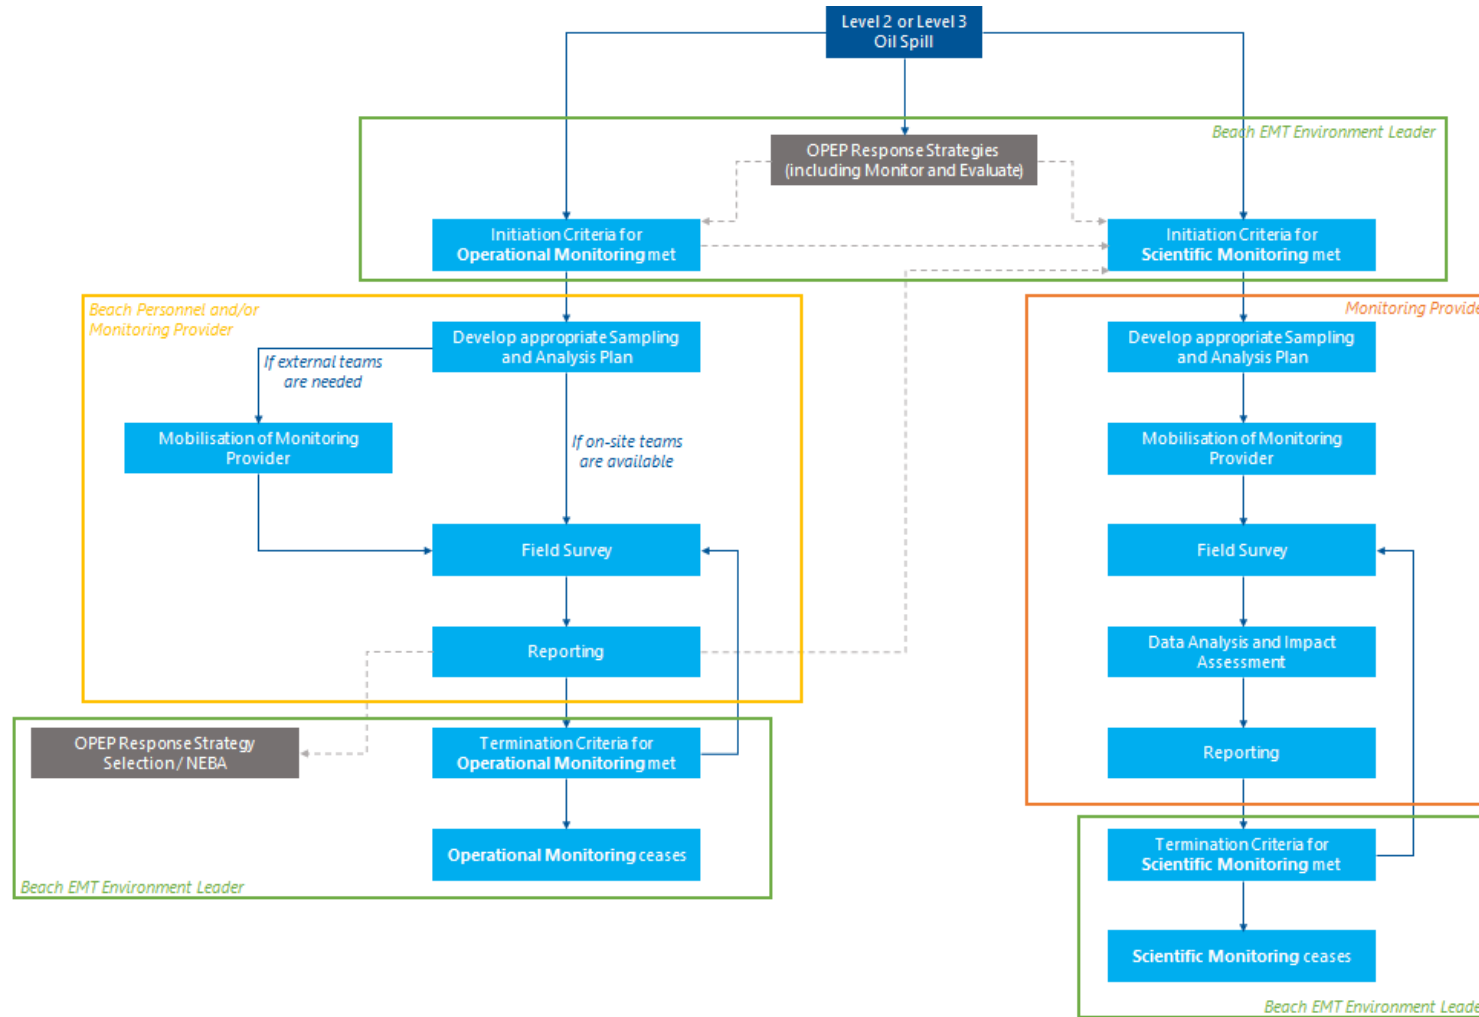 Level 2 or Level 3
Oil Spill
Beach EMT Environment Leader
OPEP Response Strategies
(including Monitor and Evaluate)
Initiation Criteria for
Operational Monitoring met
Initiation Criteria for
Scientific Monitoring met
Beach Personnel and/or
Monitoring Provider
Monitoring Provide
Develop appropriate Sampling
and Analysis Plan
Develop appropriate Sampling
and Analysis Plan
If external teams
are needed
Mobilisation of Monitoring
Provider
If on-site teams
are available
Mobilisation of Monitoring
Provider
Field Survey
Field Survey
Reporting
Data Analysis and Impact
Assessment
OPEP Response Strategy
Selection / NEBA
Termination Criteria for
Operational Monitoring met
Reporting
Operational Monitoring ceases
Beach EMT Environment Leader
Termination Criteria for
Scientific Monitoring met
Scientific Monitoring ceases
Beach EMT Environment Leade